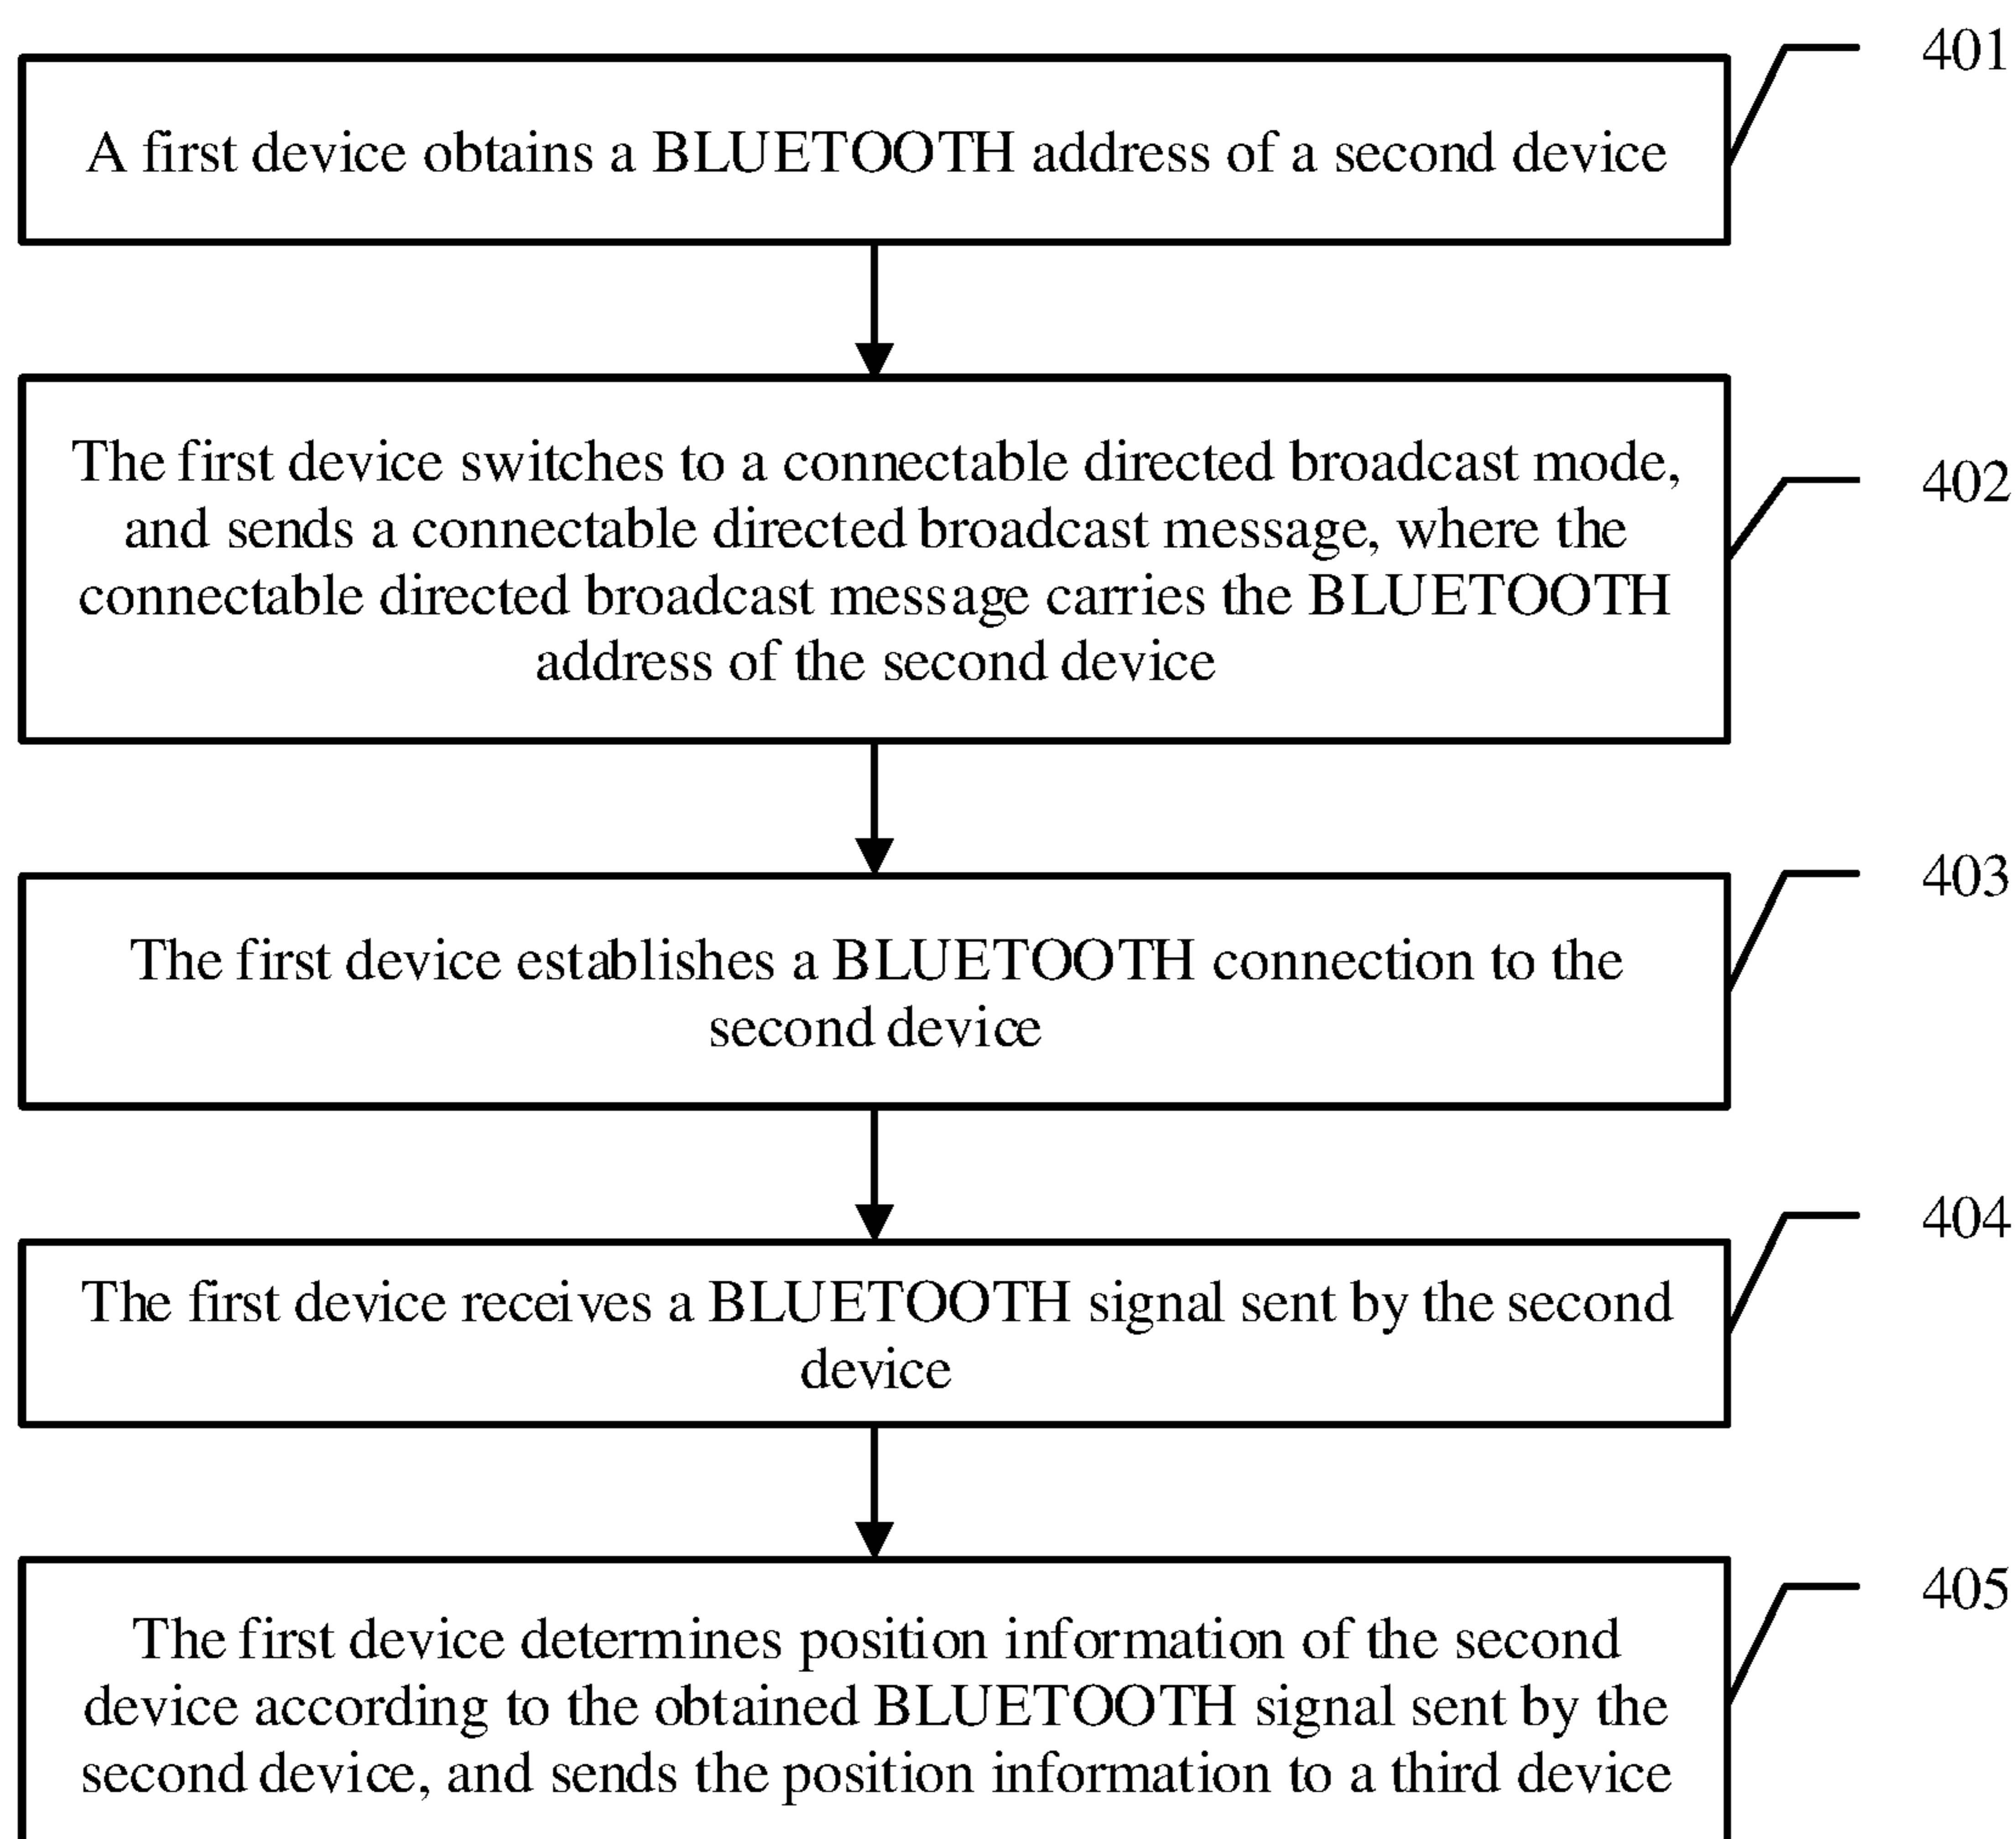 401
A first device obtains a BLUETOOTH address of a second device
402
The first device switches to a connectable directed broadcast mode,
and sends a connectable directed broadcast message, where the
connectable directed broadcast message carries the BLUETOOTH
address of the second device
403
The first device establishes a BLUETOOTH connection to the
second device
404
The first device receives a BLUETOOTH signal sent by the second
device
405
The first device determines position information of the second
device according to the obtained BLUETOOTH signal sent by the
second device, and sends the position information to a third device